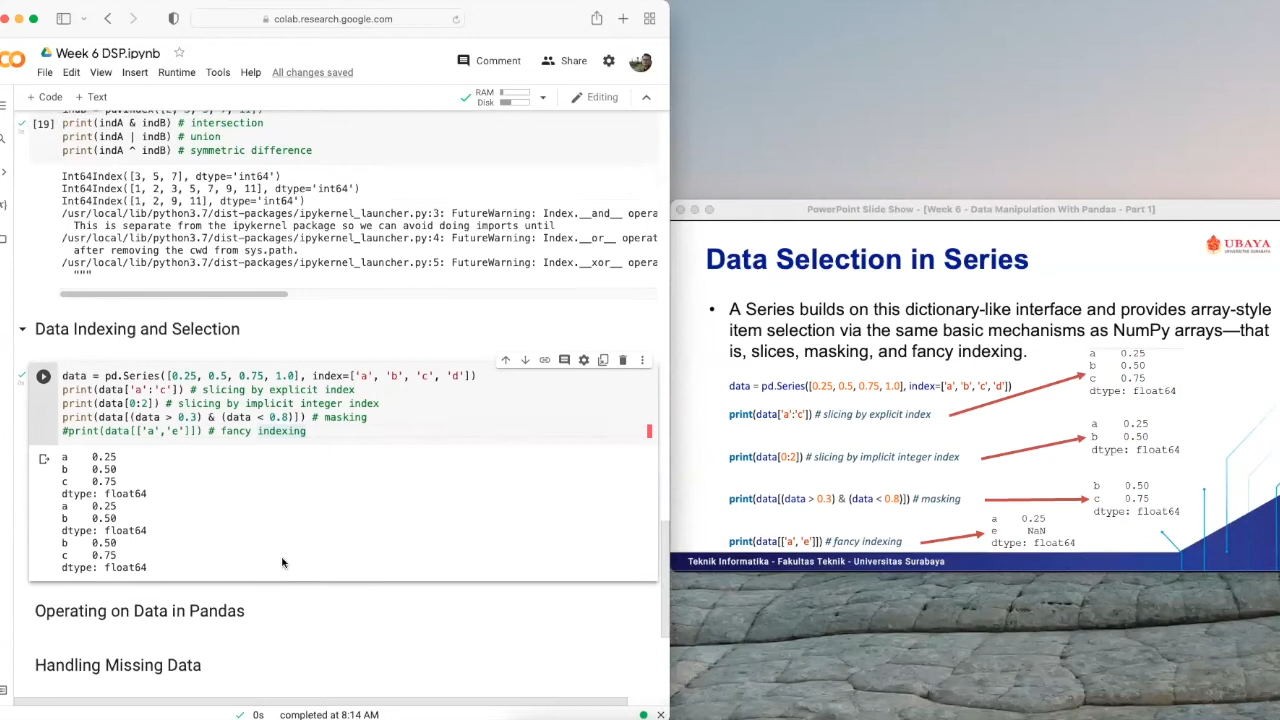 colab.research.google.com
Week 6 DSP.ipynb
Comment
Share
File Edit View Insert Runtime Tools Help All changes saved
+ Code + Text
RAM
Disk
Editing
[19]
print(indA & indB) # intersection
print(indA | indB) # union
print(indA ^ indB) # symmetric difference
Int64Index([3, 5, 7], dtype='int64')
Int64Index([1, 2, 3, 5, 7, 9, 11], dtype='int64')
Int64Index([1, 2, 9, 11], dtype='int64')
/usr/local/lib/python3.7/dist-packages/ipykernel_launcher.py:3: FutureWarning: Index.__and__ opera
This is separate from the ipykernel package so we can avoid doing imports until
/usr/local/lib/python3.7/dist-packages/ipykernel_launcher.py:4: FutureWarning: Index.__or__ operat
after removing the cwd from sys.path.
/usr/local/lib/python3.7/dist-packages/ipykernel_launcher.py:5: FutureWarning: Index.__xor__ opera
"""
Data Indexing and Selection
data = pd.Series([0.25, 0.5, 0.75, 1.0], index=['a', 'b', 'c', 'd'])
print(data['a':'c']) # slicing by explicit index
print(data[0:2]) # slicing by implicit integer index
print(data[(data > 0.3) & (data < 0.8)]) # masking
#print(data[['a','e']]) # fancy indexing
a 0.25
b 0.50
c 0.75
dtype: float64
a 0.25
b 0.50
dtype: float64
b 0.50
c 0.75
dtype: float64
Operating on Data in Pandas
Handling Missing Data
0s completed at 8:14 AM
PowerPoint Slide Show - [Week 6 - Data Manipulation With Pandas - Part 1]
UBAYA
UNIVERSITAS SURABAYA
Data Selection in Series
• A Series builds on this dictionary-like interface and provides array-style
item selection via the same basic mechanisms as NumPy arrays—that
is, slices, masking, and fancy indexing.
data = pd.Series([0.25, 0.5, 0.75, 1.0], index=['a', 'b', 'c', 'd'])
print(data['a':'c']) # slicing by explicit index
a 0.25
b 0.50
c 0.75
dtype: float64
print(data[0:2]) # slicing by implicit integer index
a 0.25
b 0.50
dtype: float64
print(data[(data > 0.3) & (data < 0.8)]) # masking
b 0.50
c 0.75
dtype: float64
print(data[['a', 'e']]) # fancy indexing
a 0.25
e NaN
dtype: float64
Teknik Informatika - Fakultas Teknik - Universitas Surabaya